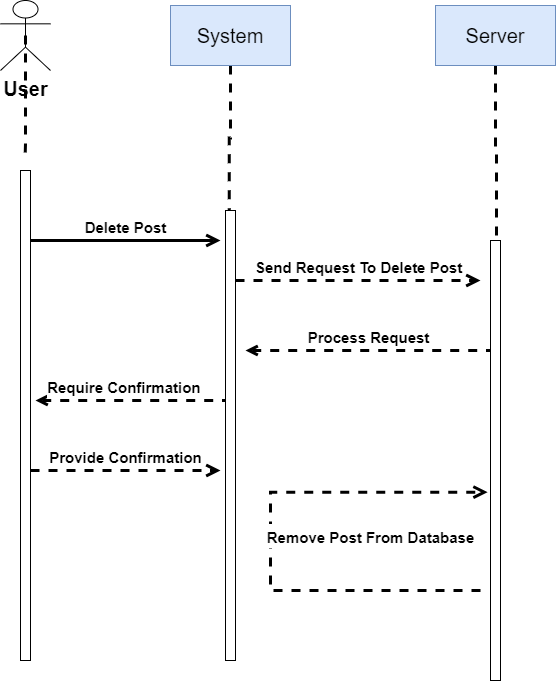 System
Server
User
Delete Post
Send Request To Delete Post
Process Request
Require Confirmation
Provide Confirmation
Remove Post From Database